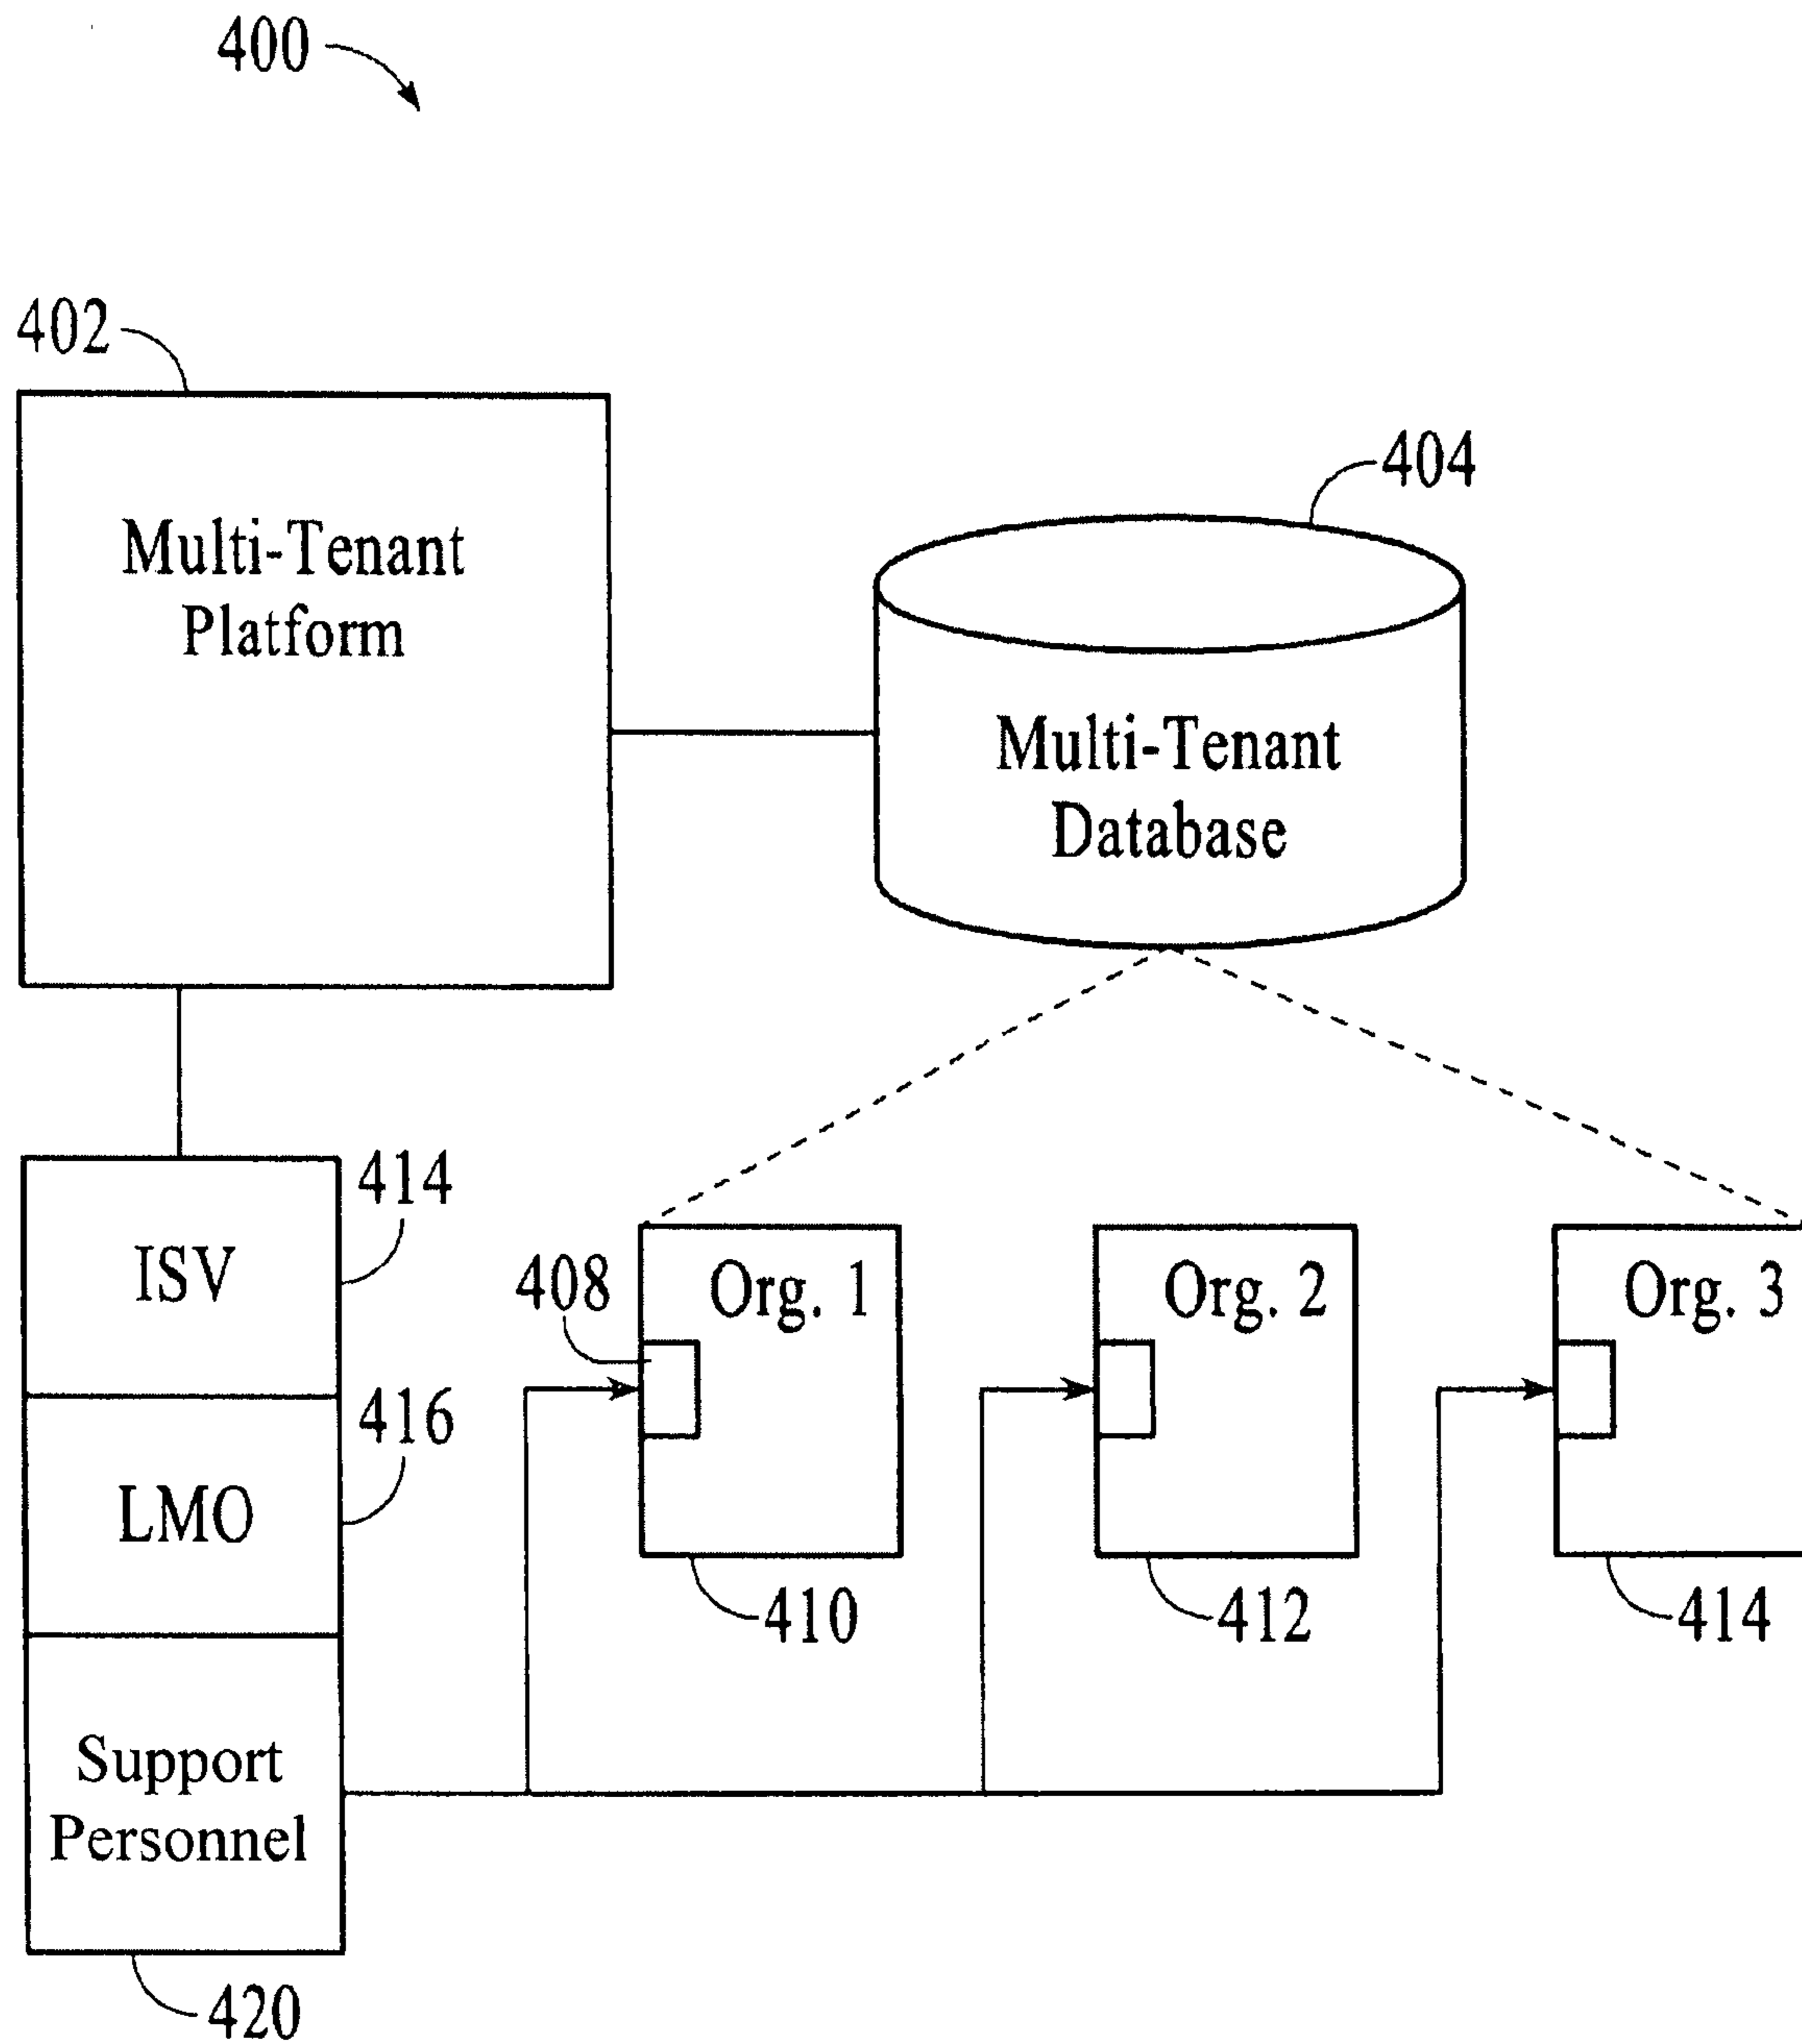 400
402
404
Multi-Tenant
Platform
Multi-Tenant
Database
414
ISV
408
Org. 1
Org. 2
Org. 3
416
LMO
410
412
414
Support
Personnel
420